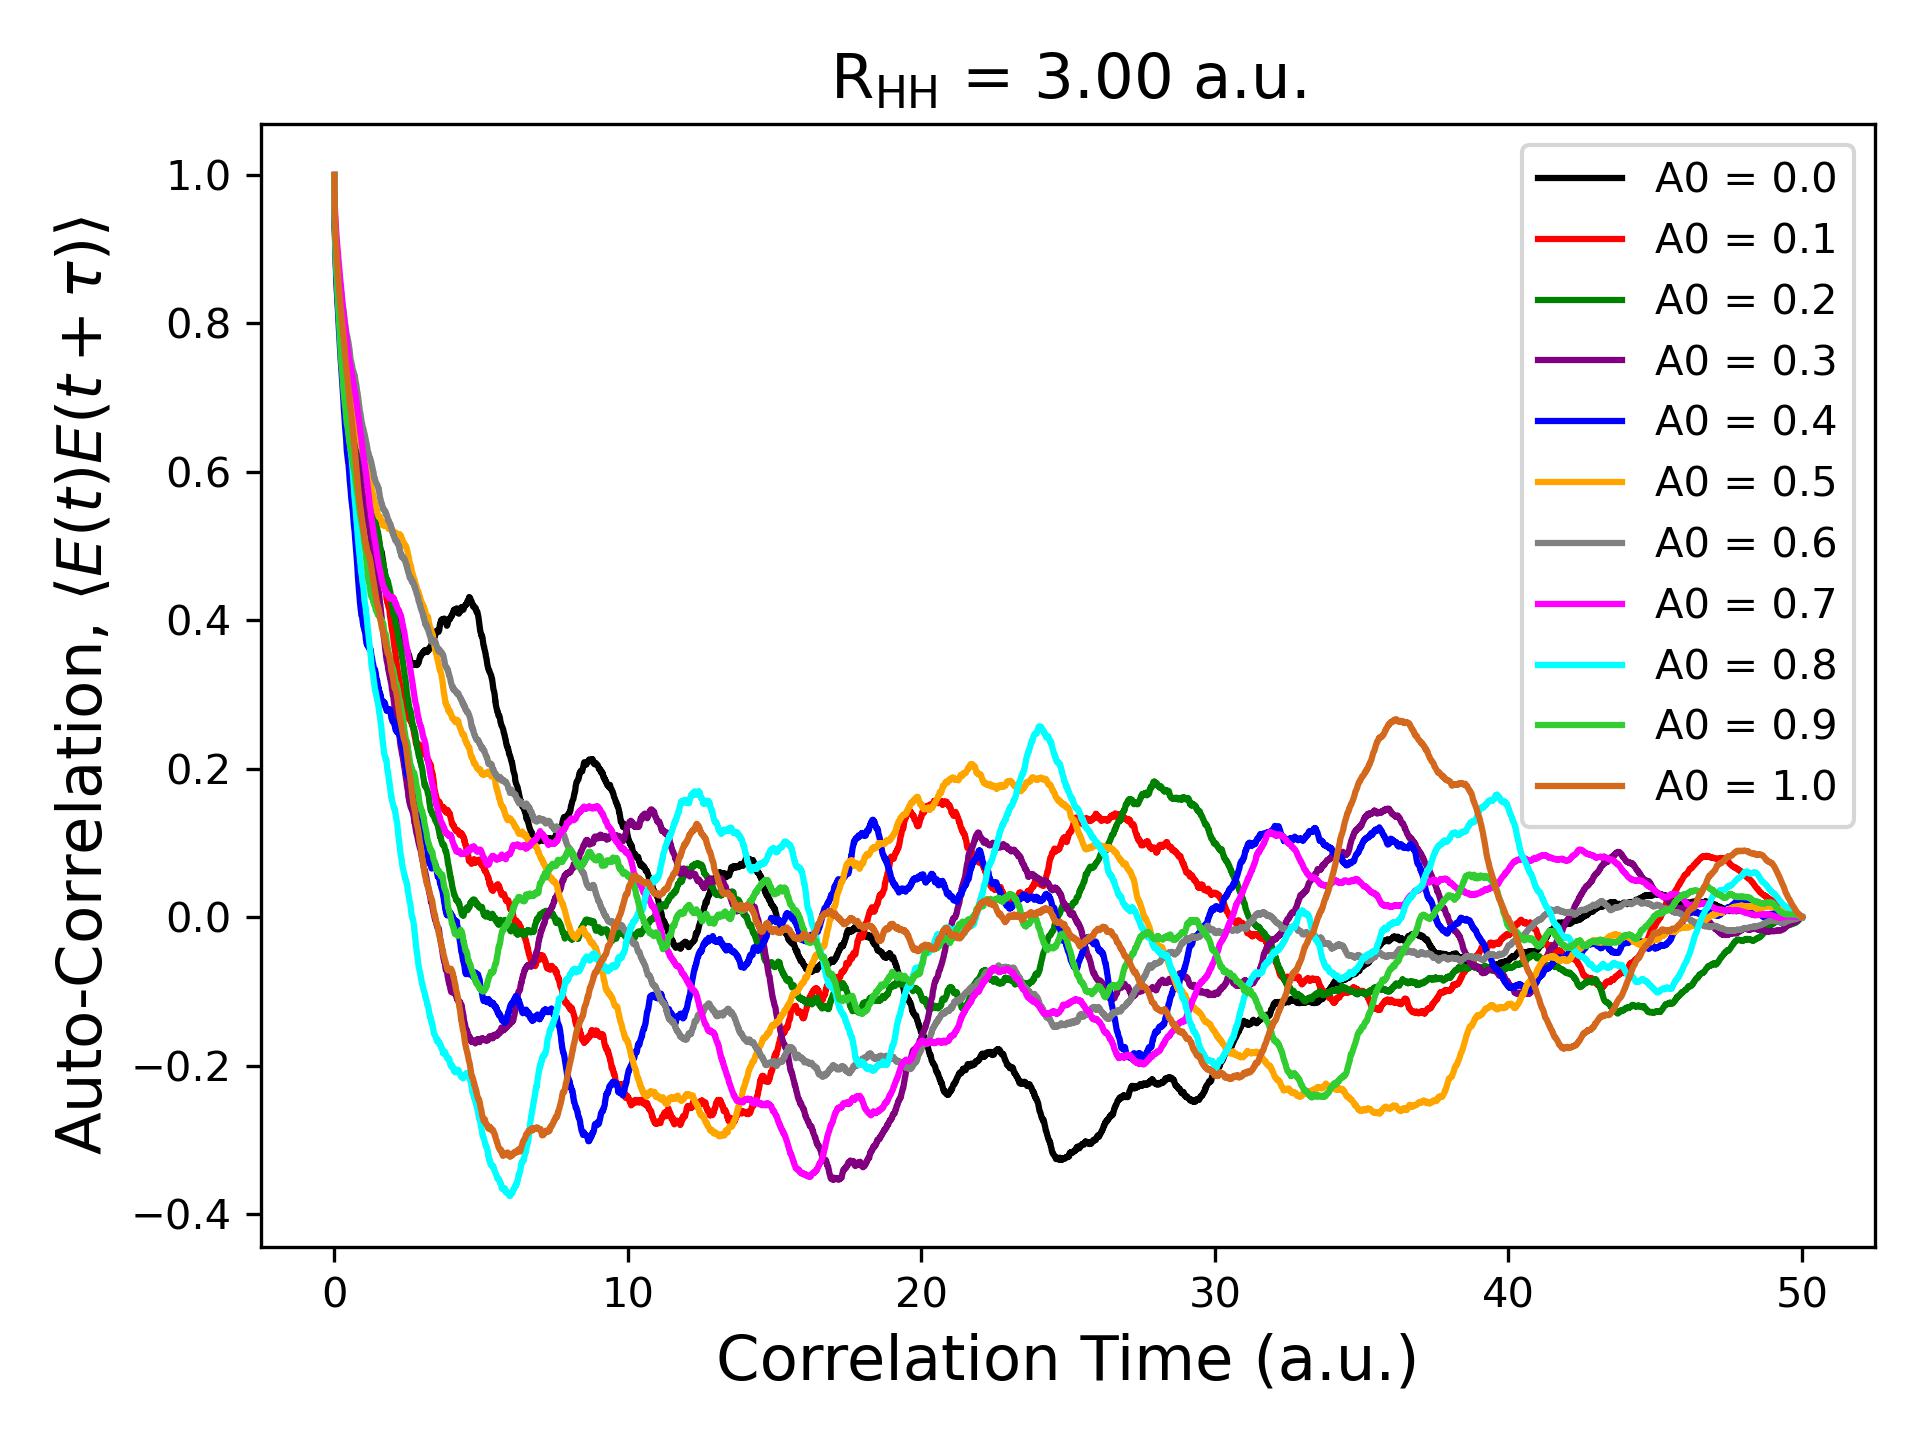 R_HH = 3.00 a.u.
1.0
0.8
0.6
0.4
0.2
0.0
−0.2
−0.4
Auto-Correlation, ⟨E(t)E(t + τ)⟩
A0 = 0.0
A0 = 0.1
A0 = 0.2
A0 = 0.3
A0 = 0.4
A0 = 0.5
A0 = 0.6
A0 = 0.7
A0 = 0.8
A0 = 0.9
A0 = 1.0
0 10 20 30 40 50
Correlation Time (a.u.)